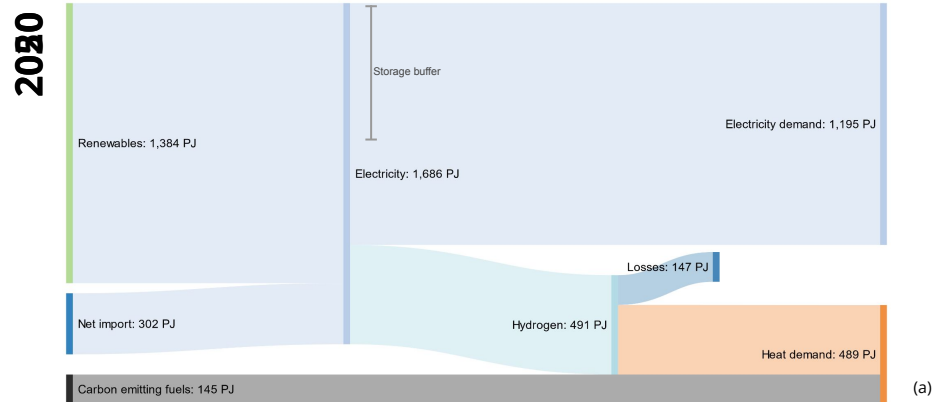 Storage buffer
Electricity demand: 1,195 PJ
Renewables: 1,384 PJ
Electricity: 1,686 PJ
Losses: 147 PJ
Net import: 302 PJ
Hydrogen: 491 PJ
Heat demand: 489 PJ
Carbon emitting fuels: 145 PJ
(a)